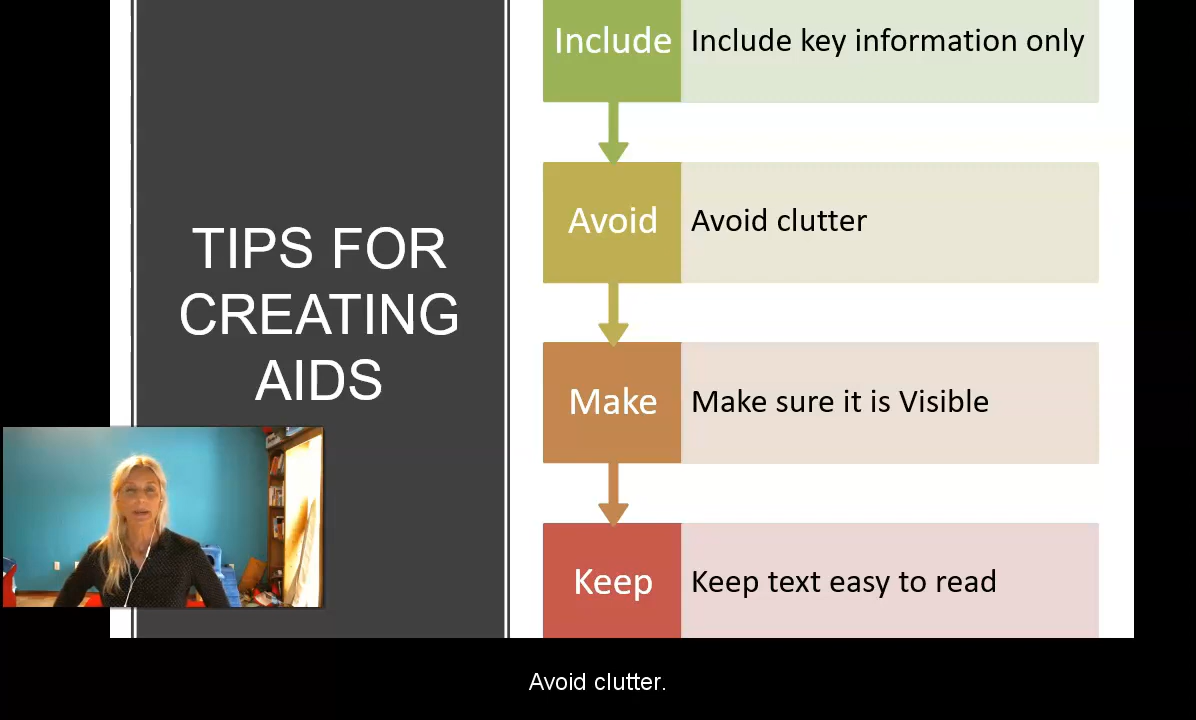 TIPS FOR
CREATING
AIDS
Include
Include key information only
Avoid
Avoid clutter
Make
Make sure it is Visible
Keep
Keep text easy to read
Avoid clutter.